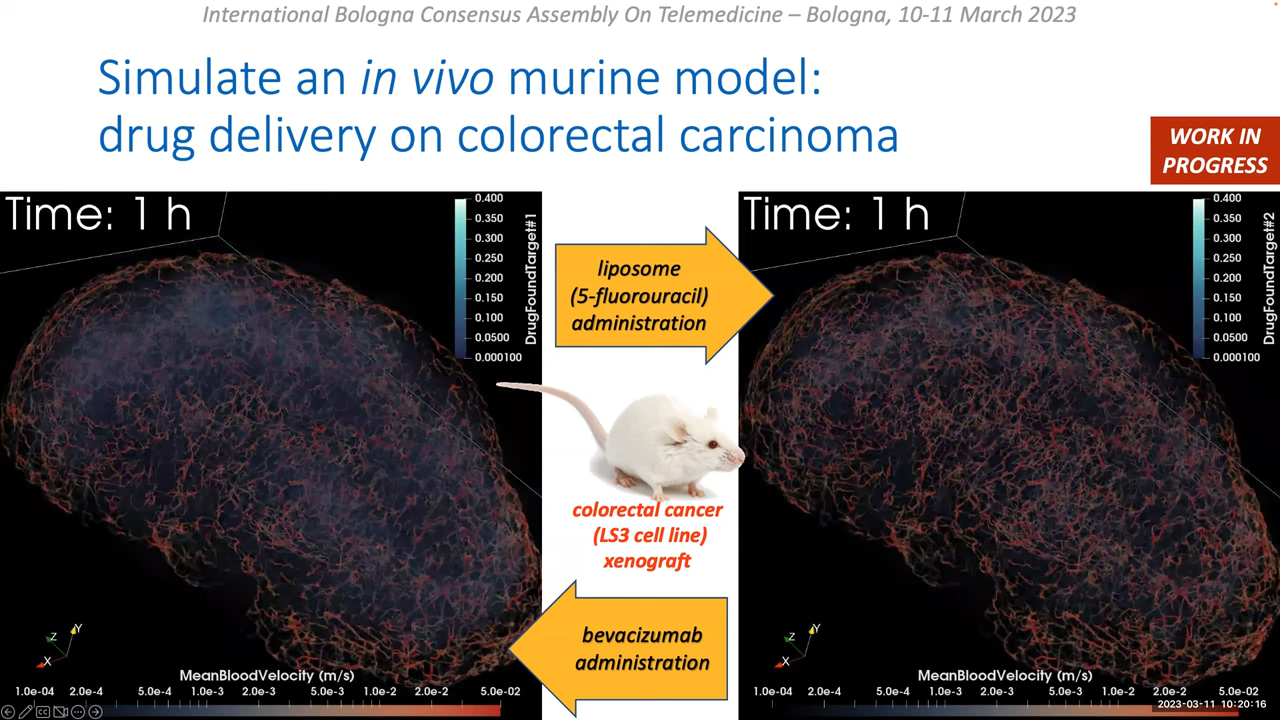 International Bologna Consensus Assembly On Telemedicine – Bologna, 10-11 March 2023
Simulate an in vivo murine model:
drug delivery on colorectal carcinoma
WORK IN
PROGRESS
Time: 1 h
0.400
0.350
0.300
0.250
0.200
0.150
0.100
0.0500
0.000100
DrugFoundTarget#1
liposome
(5-fluorouracil)
administration
Time: 1 h
0.400
0.350
0.300
0.250
0.200
0.150
0.100
0.0500
0.000100
DrugFoundTarget#2
colorectal cancer
(LS3 cell line)
xenograft
bevacizumab
administration
Z Y
X
MeanBloodVelocity (m/s)
1.0e-04 2.0e-4 5.0e-4 1.0e-3 2.0e-3 5.0e-3 1.0e-2 2.0e-2 5.0e-02
Z Y
X
MeanBloodVelocity (m/s)
1.0e-04 2.0e-4 5.0e-4 1.0e-3 2.0e-3 5.0e-3 1.0e-2 2.0e-2 5.0e-02
2023-03-11 10:20:16
CC